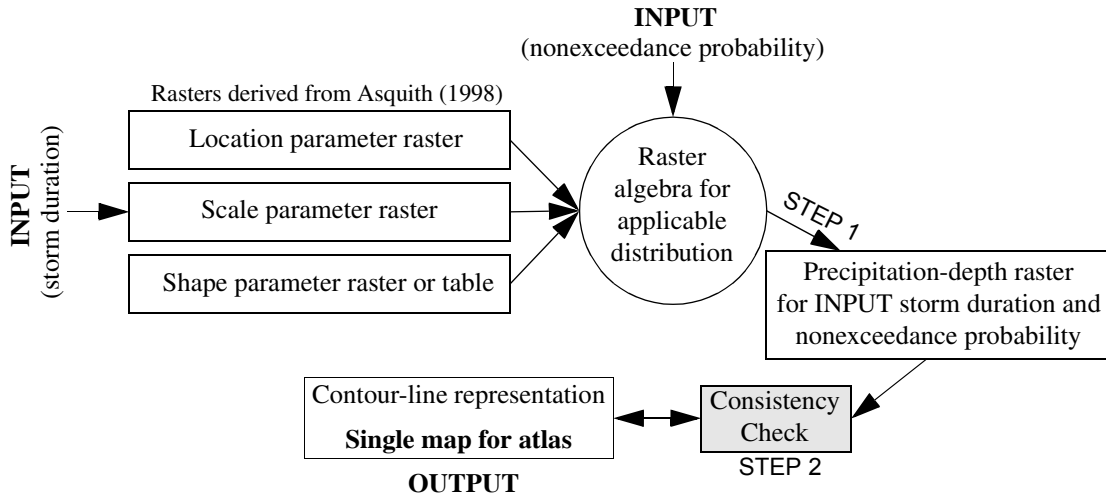 INPUT
(nonexceedance probability)
Rasters derived from Asquith (1998)
INPUT
(storm duration)
Location parameter raster
Scale parameter raster
Shape parameter raster or table
Raster
algebra for
applicable
distribution
STEP 1
Precipitation-depth raster
for INPUT storm duration and
nonexceedance probability
Contour-line representation
Single map for atlas
OUTPUT
Consistency
Check
STEP 2